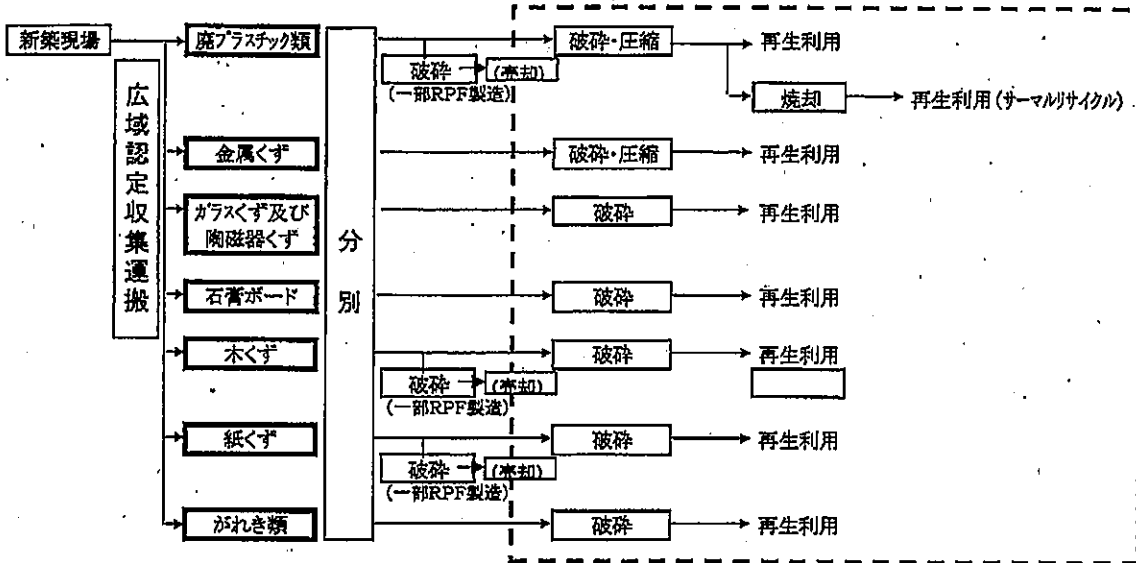 新築現場
広域認定収集運搬
廃プラスチック類
分別
破砕
(売却)
(一部RPF製造)
破砕・圧縮
再生利用
焼却
再生利用(サーマルリサイクル)
金属くず
破砕・圧縮
再生利用
ガラスくず及び
陶磁器くず
破砕
再生利用
石膏ボード
破砕
再生利用
木くず
破砕
(売却)
(一部RPF製造)
破砕
再生利用
紙くず
破砕
(売却)
(一部RPF製造)
破砕
再生利用
がれき類
破砕
再生利用